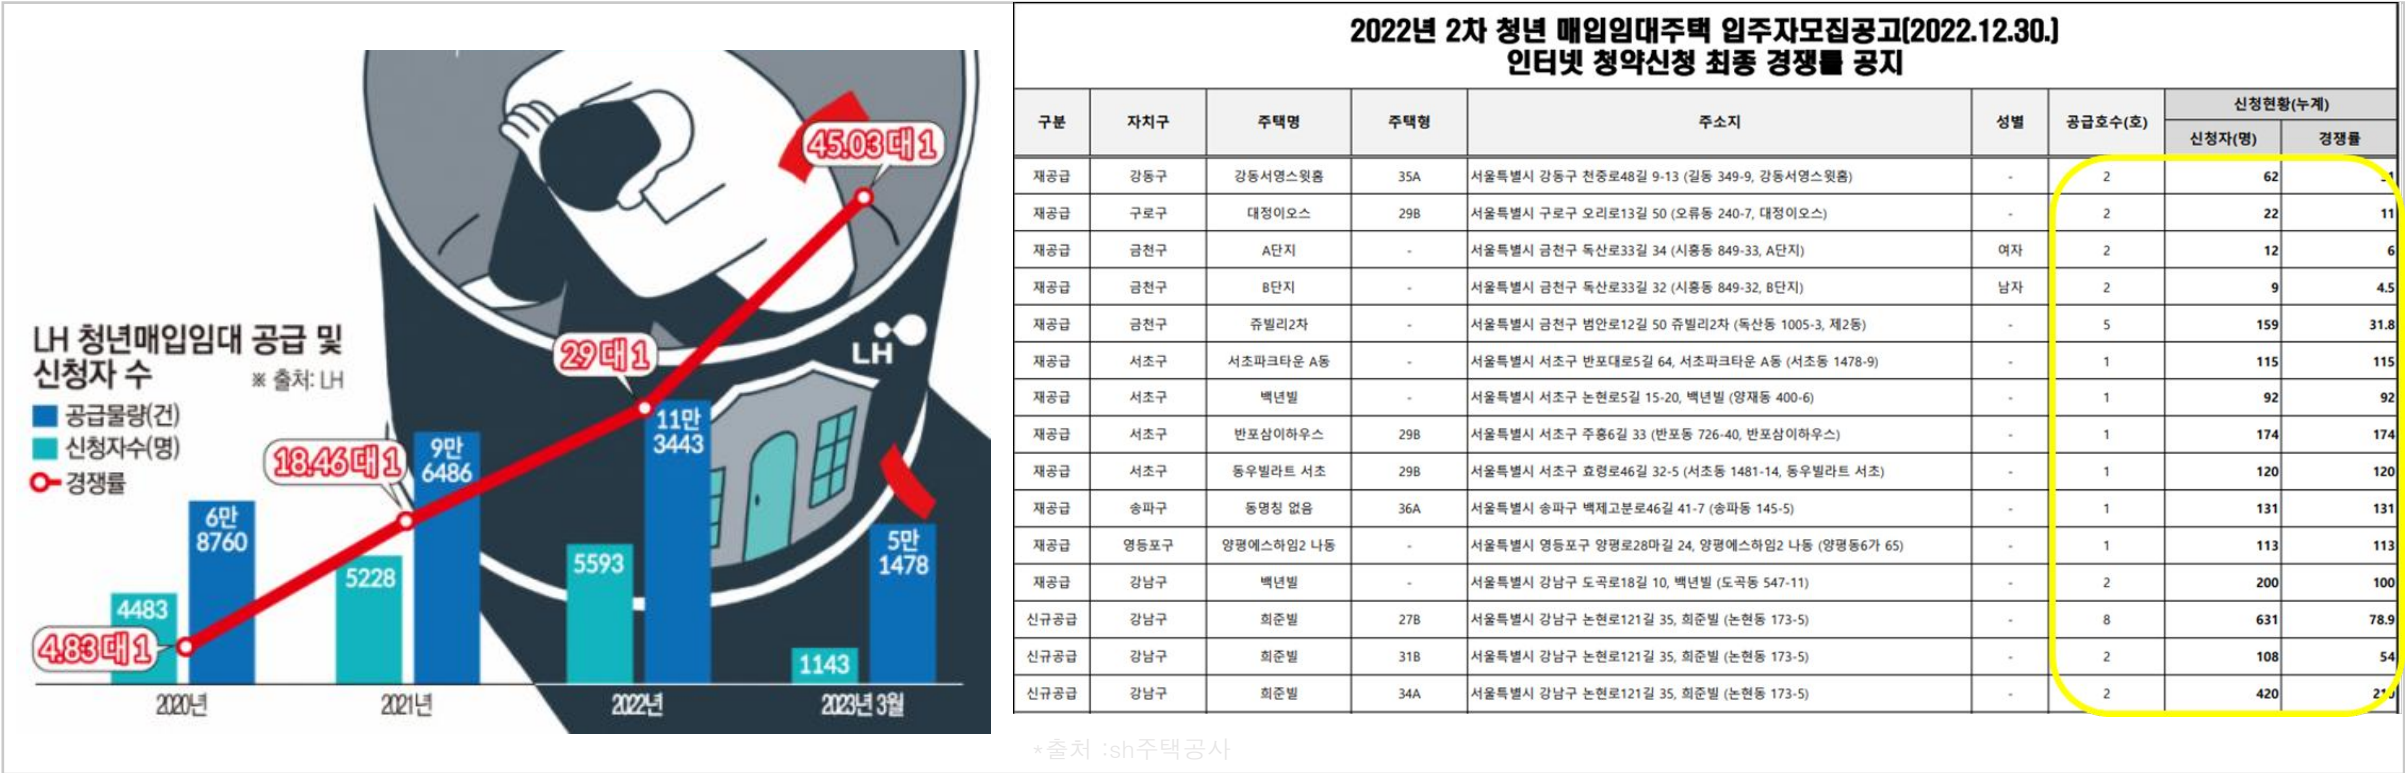 LH 청년매입임대 공급 및
신청자 수 ※ 출처: LH
공급물량(건)
신청자수(명)
경쟁률
4.83대 1
18.46대 1
29대 1
45.03대 1
LH
4483
6만
8760
5228
9만
6486
5593
11만
3443
1143
5만
1478
2020년 2021년 2022년 2023년 3월
2022년 2차 청년 매입임대주택 입주자모집공고(2022.12.30.)
인터넷 청약신청 최종 경쟁률 공지
구분 자치구 주택명 주택형 주소지 성별 공급호수(호) 신청현황(누계)
신청자(명) 경쟁률
재공급 강동구 강동서영스윗홈 35A 서울특별시 강동구 천중로48길 9-13 (길동 349-9, 강동서영스윗홈) - 2 62 31
재공급 구로구 대정이오스 29B 서울특별시 구로구 오리로13길 50 (오류동 240-7, 대정이오스) - 2 22 11
재공급 금천구 A단지 - 서울특별시 금천구 독산로33길 34 (시흥동 849-33, A단지) 여자 2 12 6
재공급 금천구 B단지 - 서울특별시 금천구 독산로33길 32 (시흥동 849-32, B단지) 남자 2 9 4.5
재공급 금천구 쥬빌리2차 - 서울특별시 금천구 범안로12길 50 쥬빌리2차 (독산동 1005-3, 제2동) - 5 159 31.8
재공급 서초구 서초파크타운 A동 - 서울특별시 서초구 반포대로5길 64, 서초파크타운 A동 (서초동 1478-9) - 1 115 115
재공급 서초구 백년빌 - 서울특별시 서초구 논현로5길 15-20, 백년빌 (양재동 400-6) - 1 92 92
재공급 서초구 반포삼이하우스 29B 서울특별시 서초구 주흥6길 33 (반포동 726-40, 반포삼이하우스) - 1 174 174
재공급 서초구 동우빌라트 서초 29B 서울특별시 서초구 효령로46길 32-5 (서초동 1481-14, 동우빌라트 서초) - 1 120 120
재공급 송파구 동명칭 없음 36A 서울특별시 송파구 백제고분로46길 41-7 (송파동 145-5) - 1 131 131
재공급 영등포구 양평에스하임2 나동 - 서울특별시 영등포구 양평로28마길 24, 양평에스하임2 나동 (양평동6가 65) - 1 113 113
재공급 강남구 백년빌 - 서울특별시 강남구 도곡로18길 10, 백년빌 (도곡동 547-11) - 2 200 100
신규공급 강남구 희준빌 27B 서울특별시 강남구 논현로121길 35, 희준빌 (논현동 173-5) - 8 631 78.9
신규공급 강남구 희준빌 31B 서울특별시 강남구 논현로121길 35, 희준빌 (논현동 173-5) - 2 108 54
신규공급 강남구 희준빌 34A 서울특별시 강남구 논현로121길 35, 희준빌 (논현동 173-5) - 2 420 210
*출처 :sh주택공사